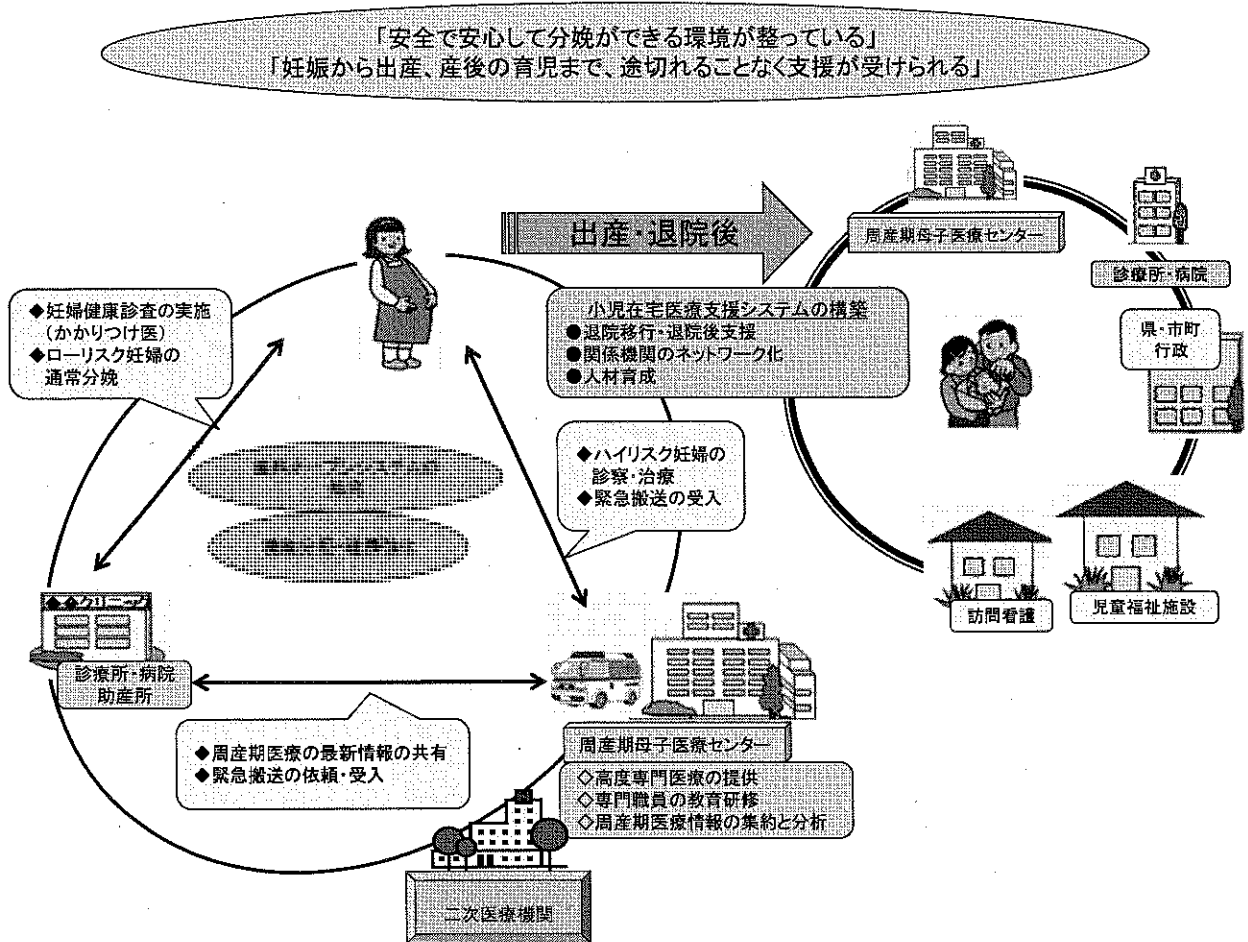 「安全で安心して分娩ができる環境が整っている」
「妊娠から出産、産後の育児まで、途切れることなく支援が受けられる」
出産・退院後
周産期母子医療センター
診療所・病院
県・市町
行政
訪問看護
児童福祉施設
小児在宅医療支援システムの構築
●退院移行・退院後支援
●関係機関のネットワーク化
●人材育成
◆妊婦健康診査の実施
(かかりつけ医)
◆ローリスク妊婦の
通常分娩
◆ハイリスク妊婦の
診察・治療
◆緊急搬送の受入
◆◆クリニック
診療所・病院
助産所
◆周産期医療の最新情報の共有
◆緊急搬送の依頼・受入
周産期母子医療センター
◇高度専門医療の提供
◇専門職員の教育研修
◇周産期医療情報の集約と分析
二次医療機関